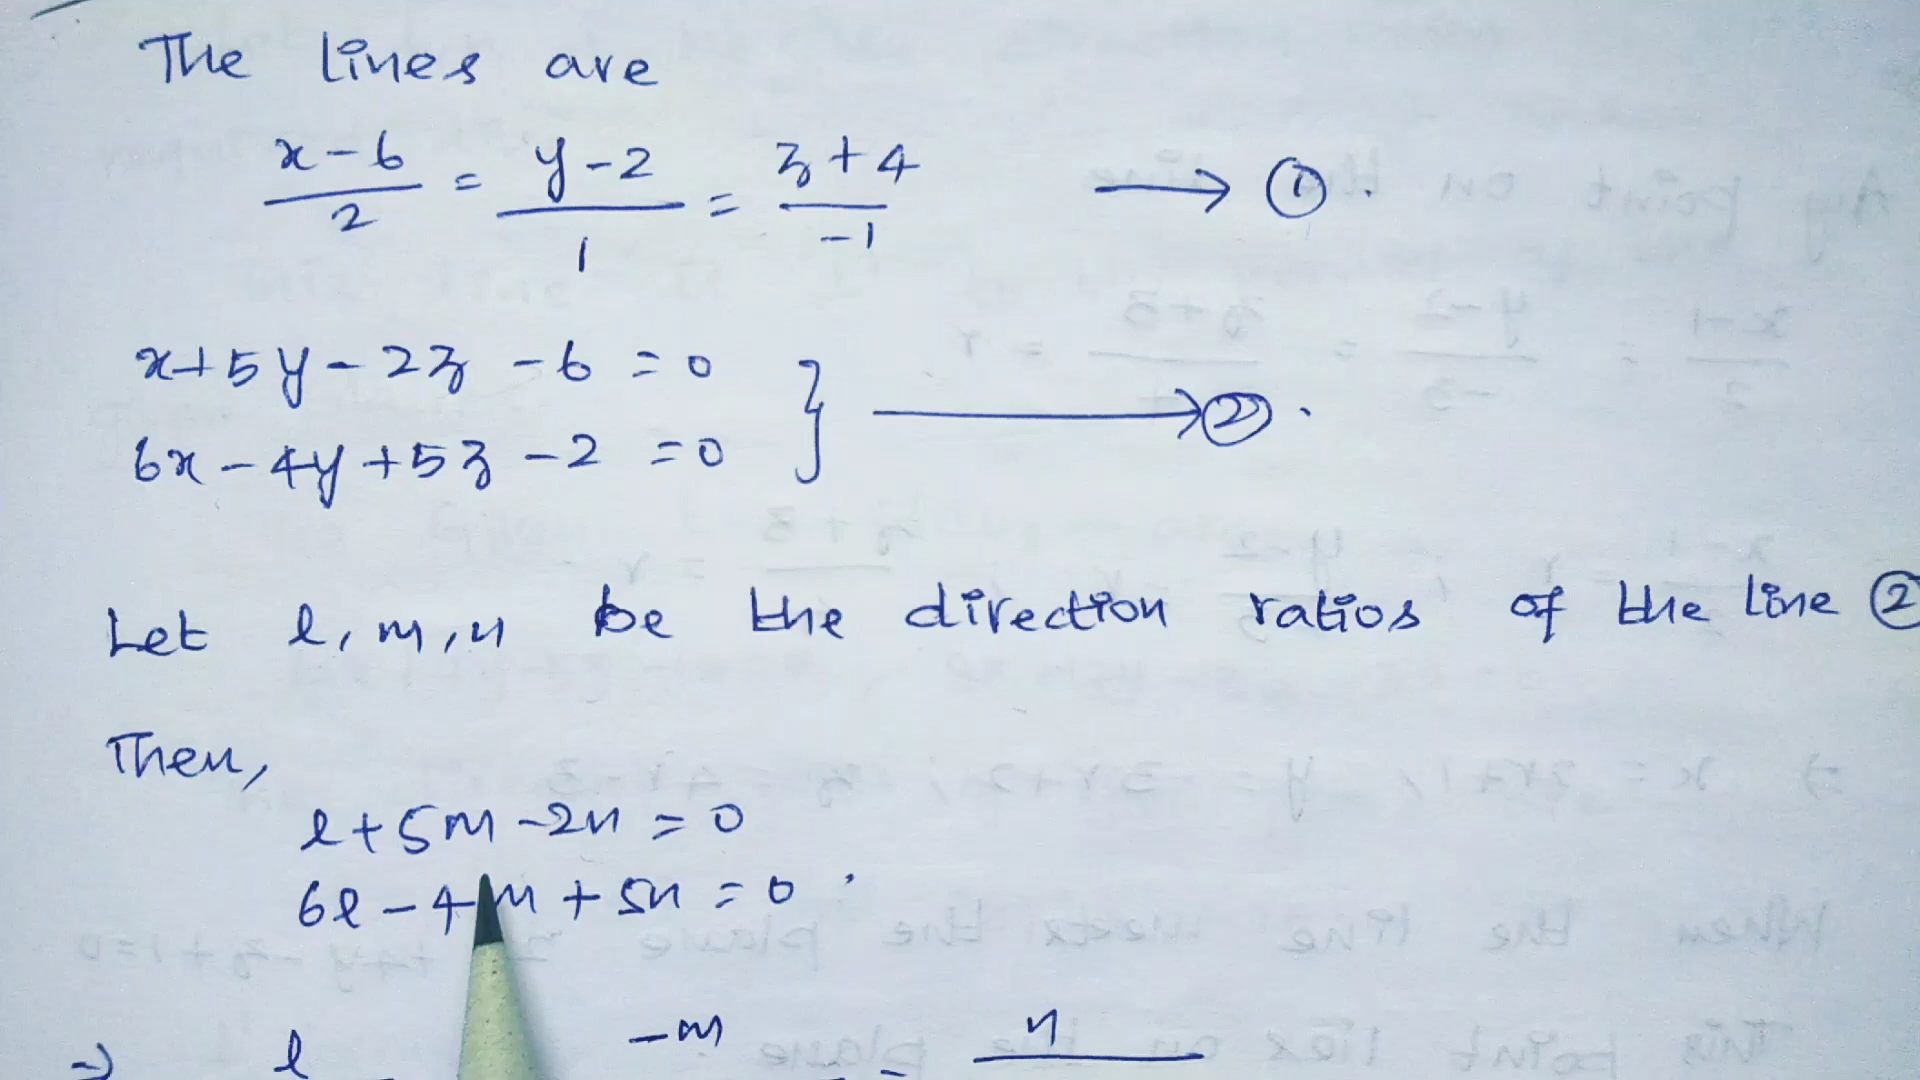 The lines are
x-6/2 = y-2/1 = z+4/-1 → ①.
x+5y-2z-6=0
6x-4y+5z-2=0 } → ②.
Let l, m, n be the direction ratios of the line ②
Then,
l+5m-2n=0
6l-4m+5n=0.
⇒ l -m = n